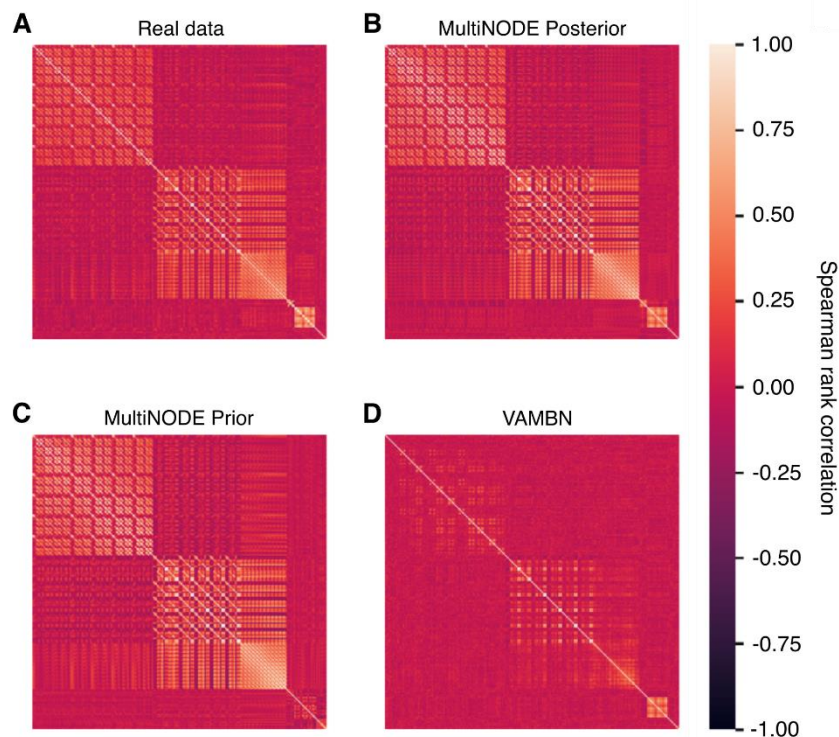 A
Real data
B
MultiNODE Posterior
C
MultiNODE Prior
D
VAMBN
1.00
0.75
0.50
0.25
0.00
-0.25
-0.50
-0.75
-1.00
Spearman rank correlation